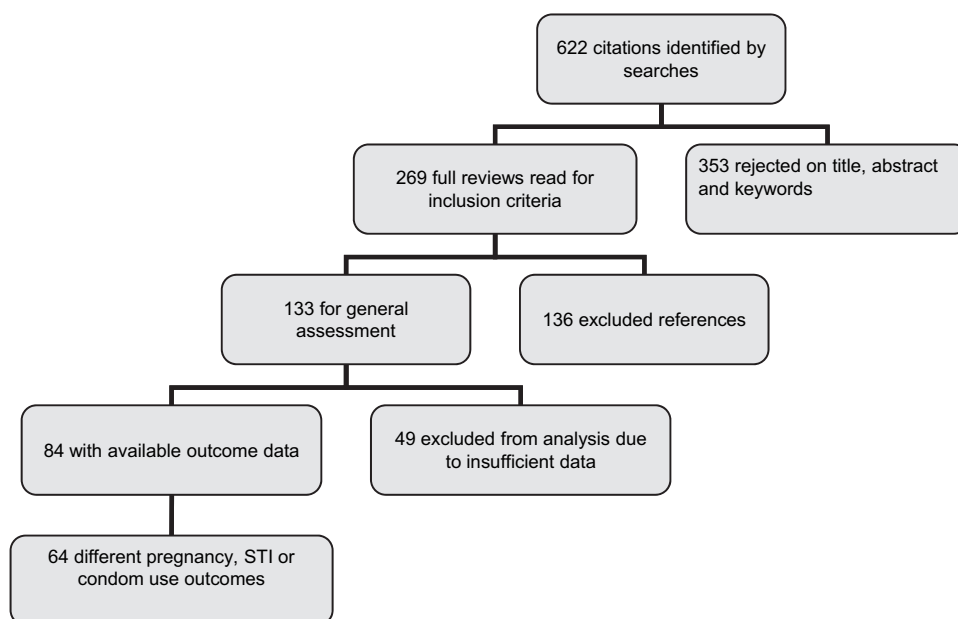 622 citations identified by
searches
269 full reviews read for
inclusion criteria
353 rejected on title, abstract
and keywords
133 for general
assessment
136 excluded references
84 with available outcome data
49 excluded from analysis due
to insufficient data
64 different pregnancy, STI or
condom use outcomes